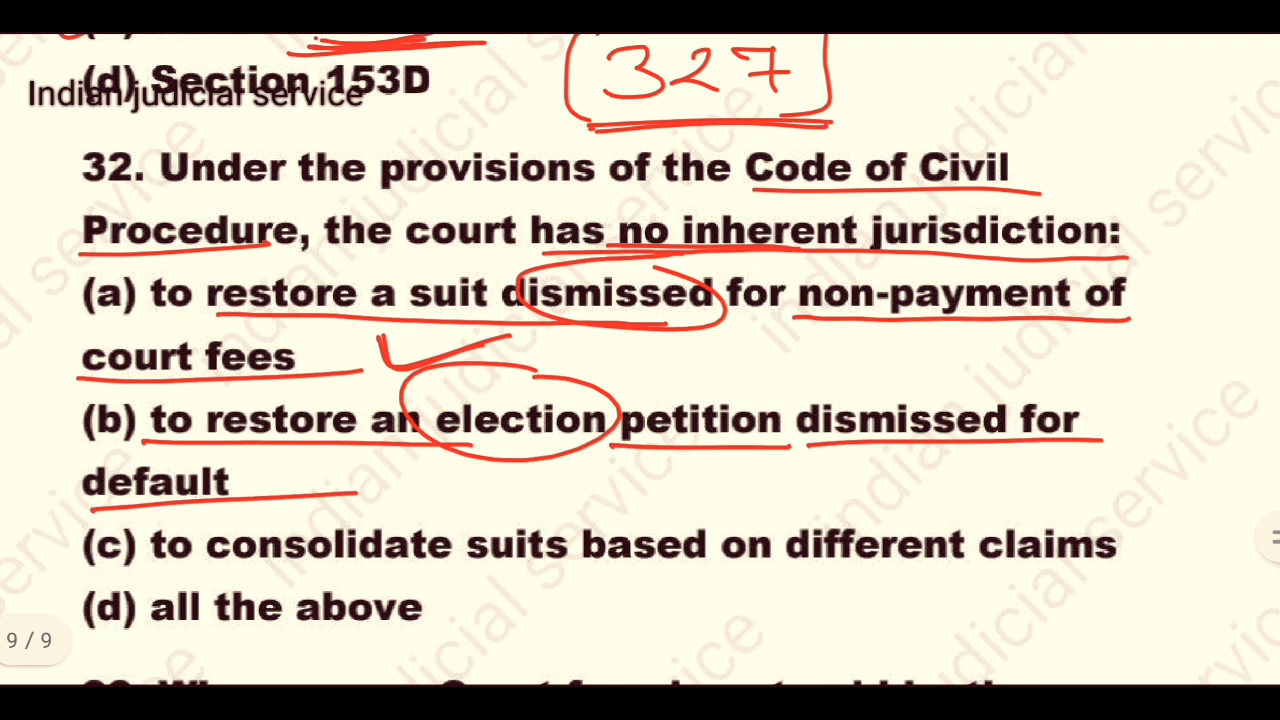 (d) Section 153D
327
Indian judicial service
32. Under the provisions of the Code of Civil
Procedure, the court has no inherent jurisdiction:
(a) to restore a suit dismissed for non-payment of
court fees
(b) to restore an election petition dismissed for
default
(c) to consolidate suits based on different claims
(d) all the above
9 / 9